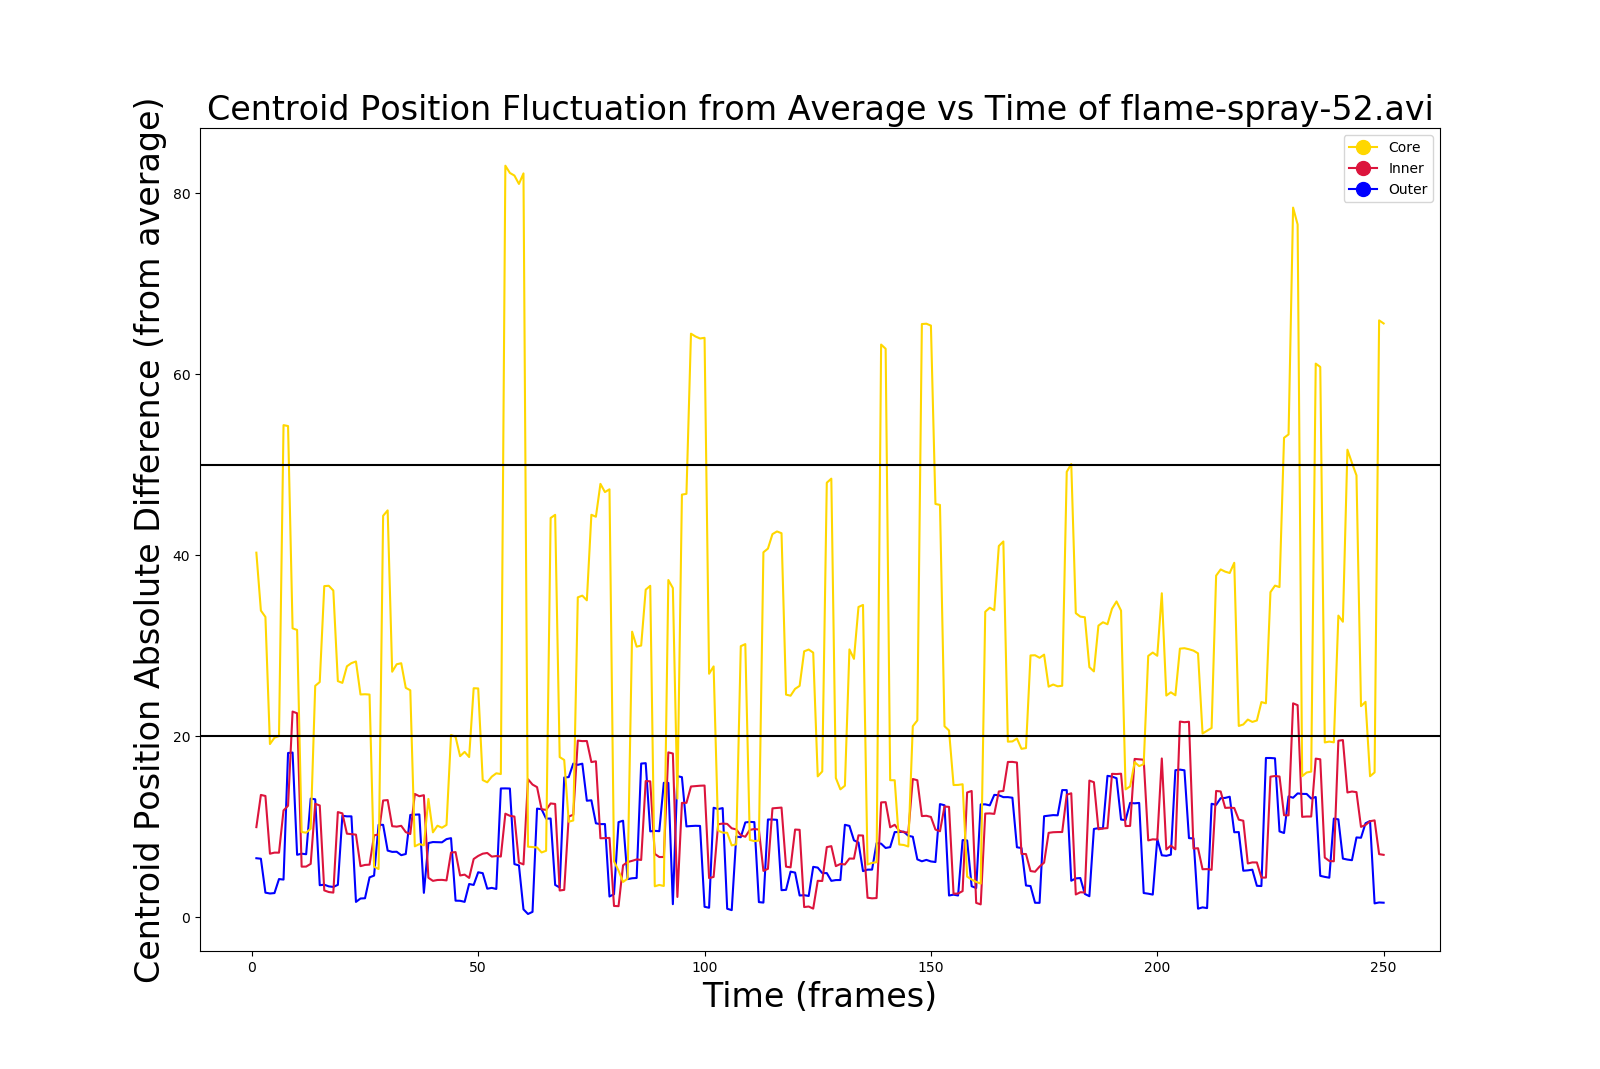 Centroid Position Fluctuation from Average vs Time of flame-spray-52.avi
Core
Inner
Outer
Centroid Position Absolute Difference (from average)
80
60
40
20
0
0 50 100 150 200 250
Time (frames)